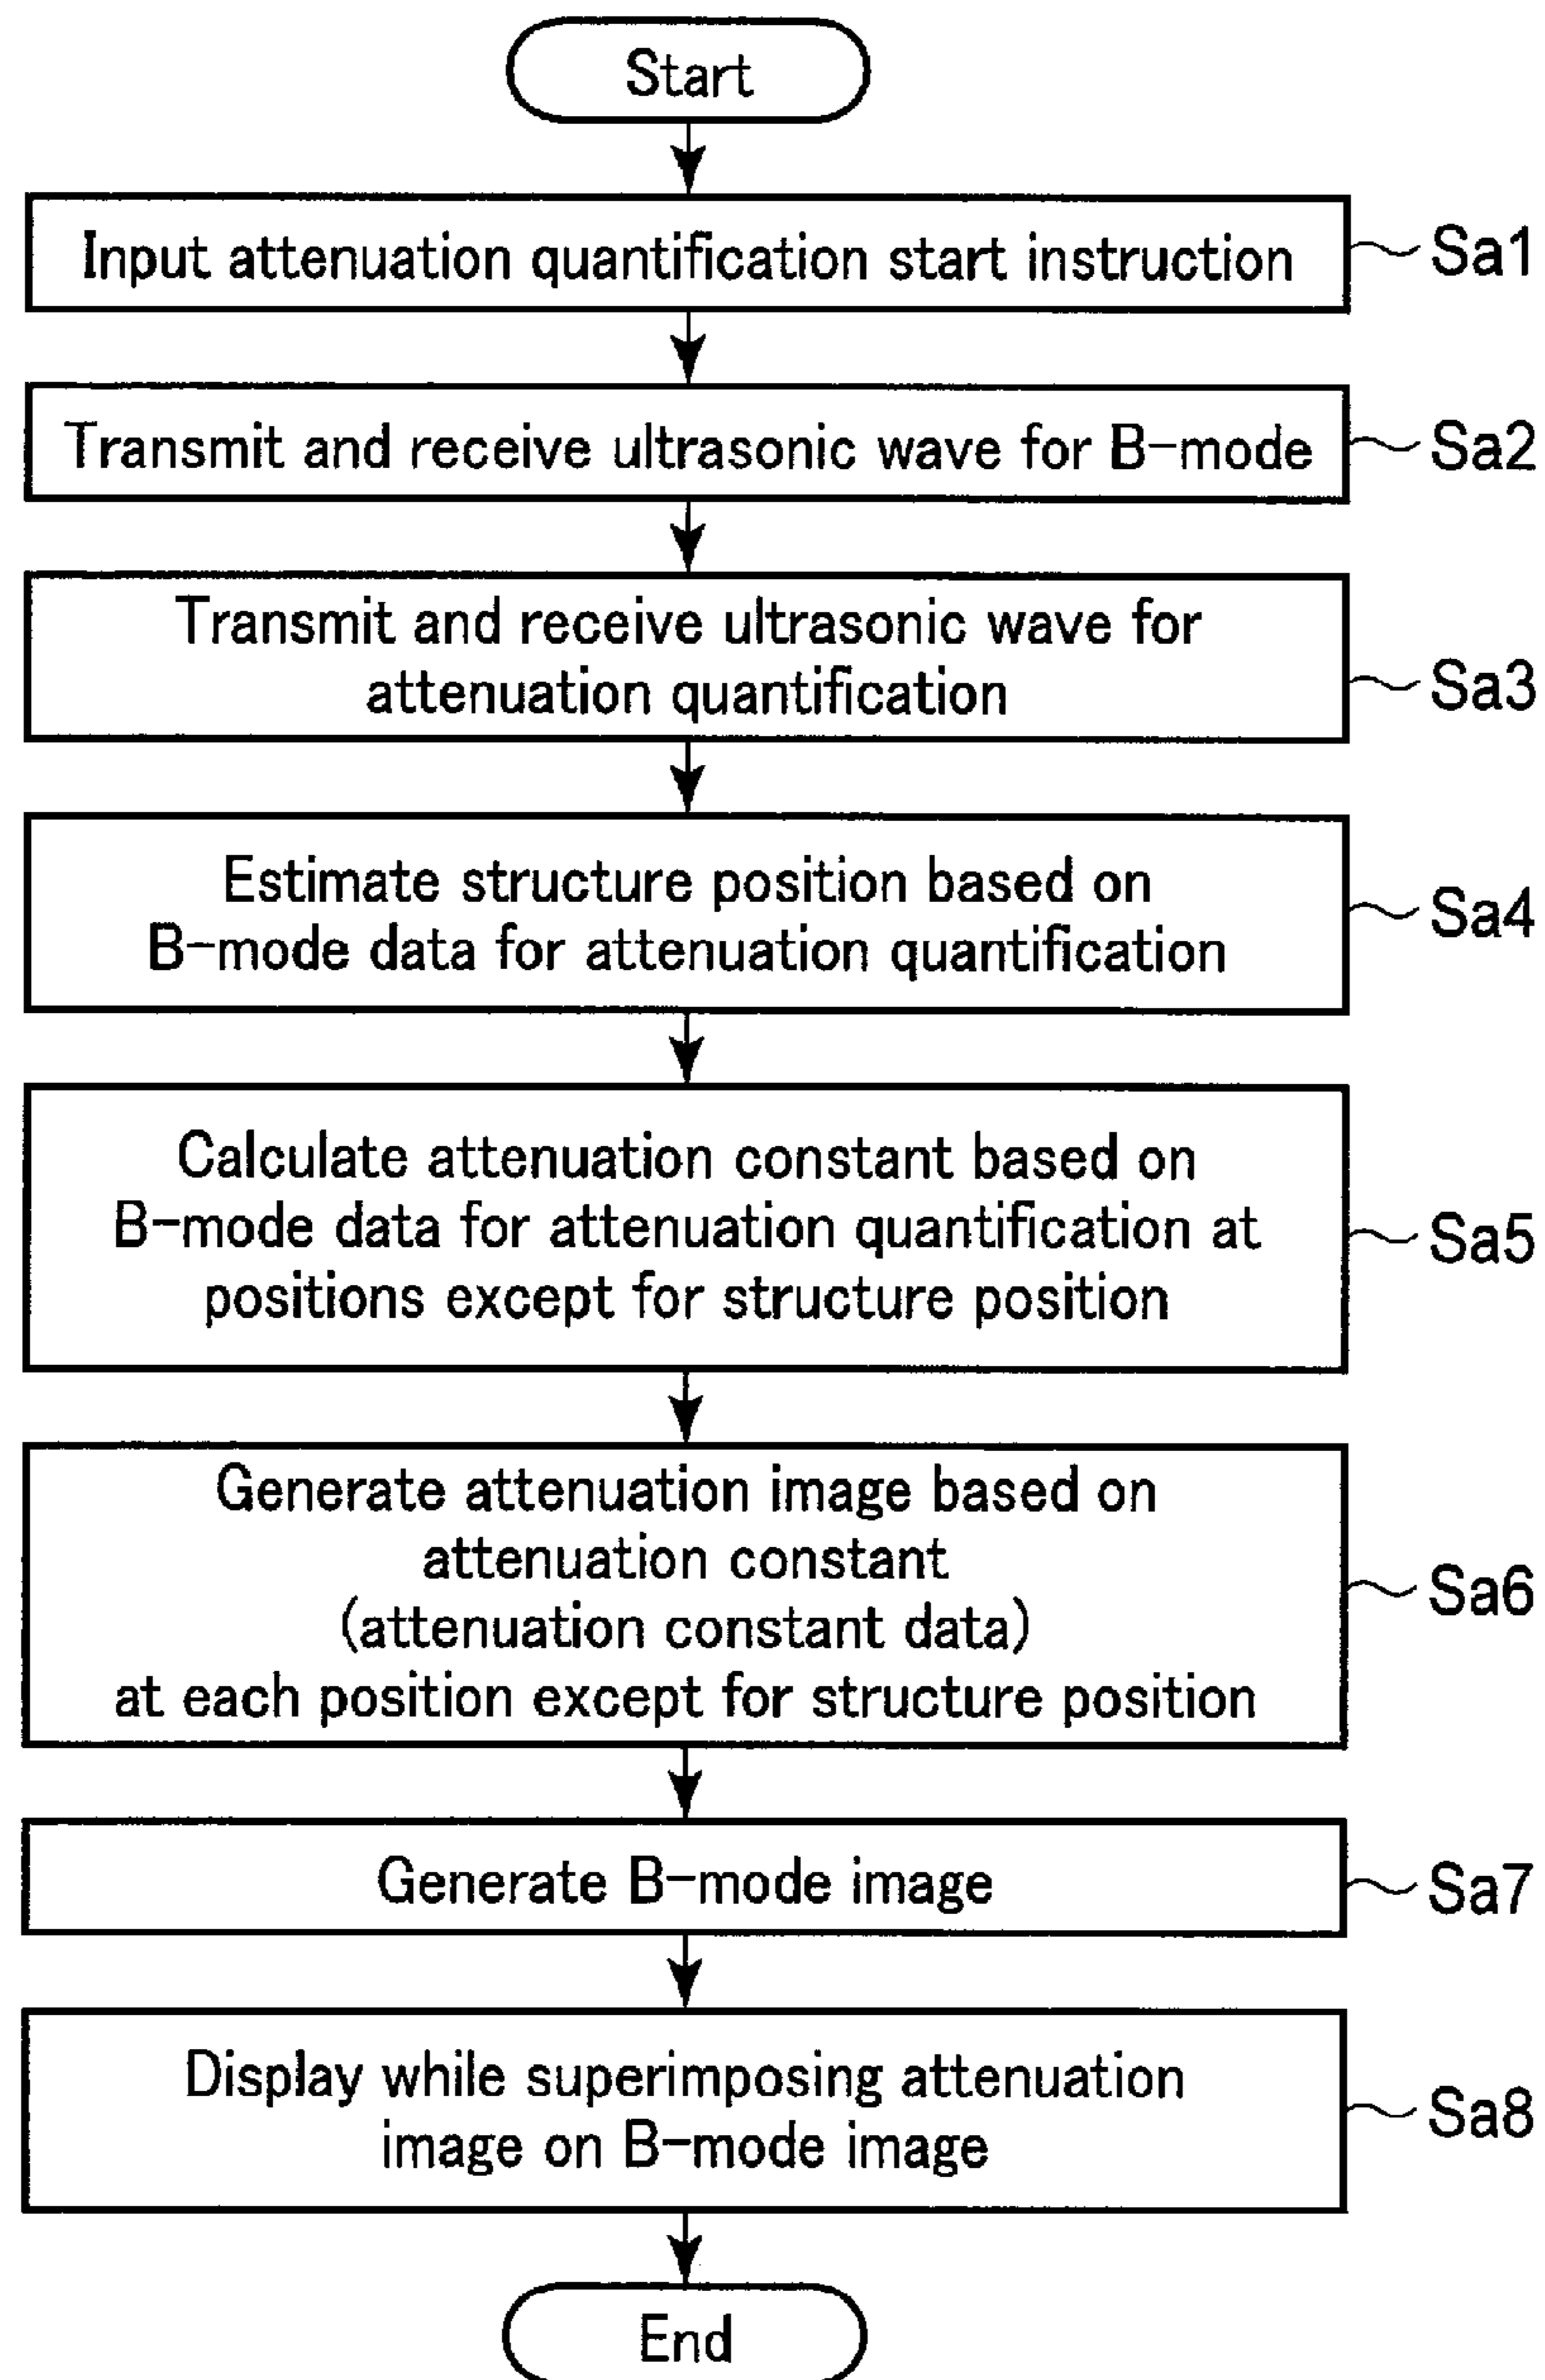 Start
Input attenuation quantification start instruction
Sa1
Transmit and receive ultrasonic wave for B-mode
Sa2
Transmit and receive ultrasonic wave for
attenuation quantification
Sa3
Estimate structure position based on
B-mode data for attenuation quantification
Sa4
Calculate attenuation constant based on
B-mode data for attenuation quantification at
positions except for structure position
Sa5
Generate attenuation image based on
attenuation constant
(attenuation constant data)
at each position except for structure position
Sa6
Generate B-mode image
Sa7
Display while superimposing attenuation
image on B-mode image
Sa8
End